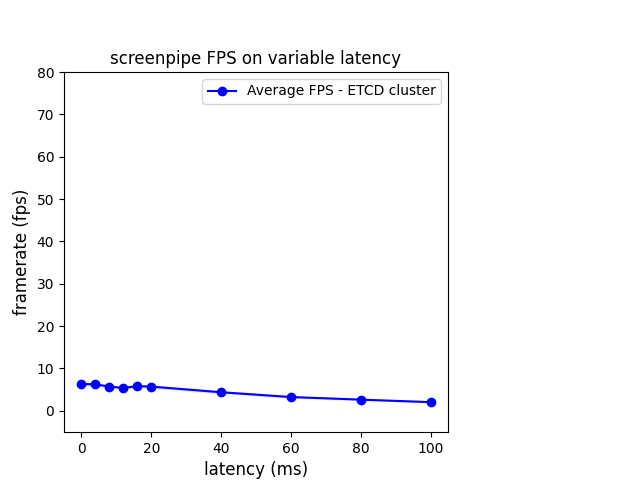 screenpipe FPS on variable latency
Average FPS - ETCD cluster
framerate (fps)
80
70
60
50
40
30
20
10
0
0 20 40 60 80 100
latency (ms)